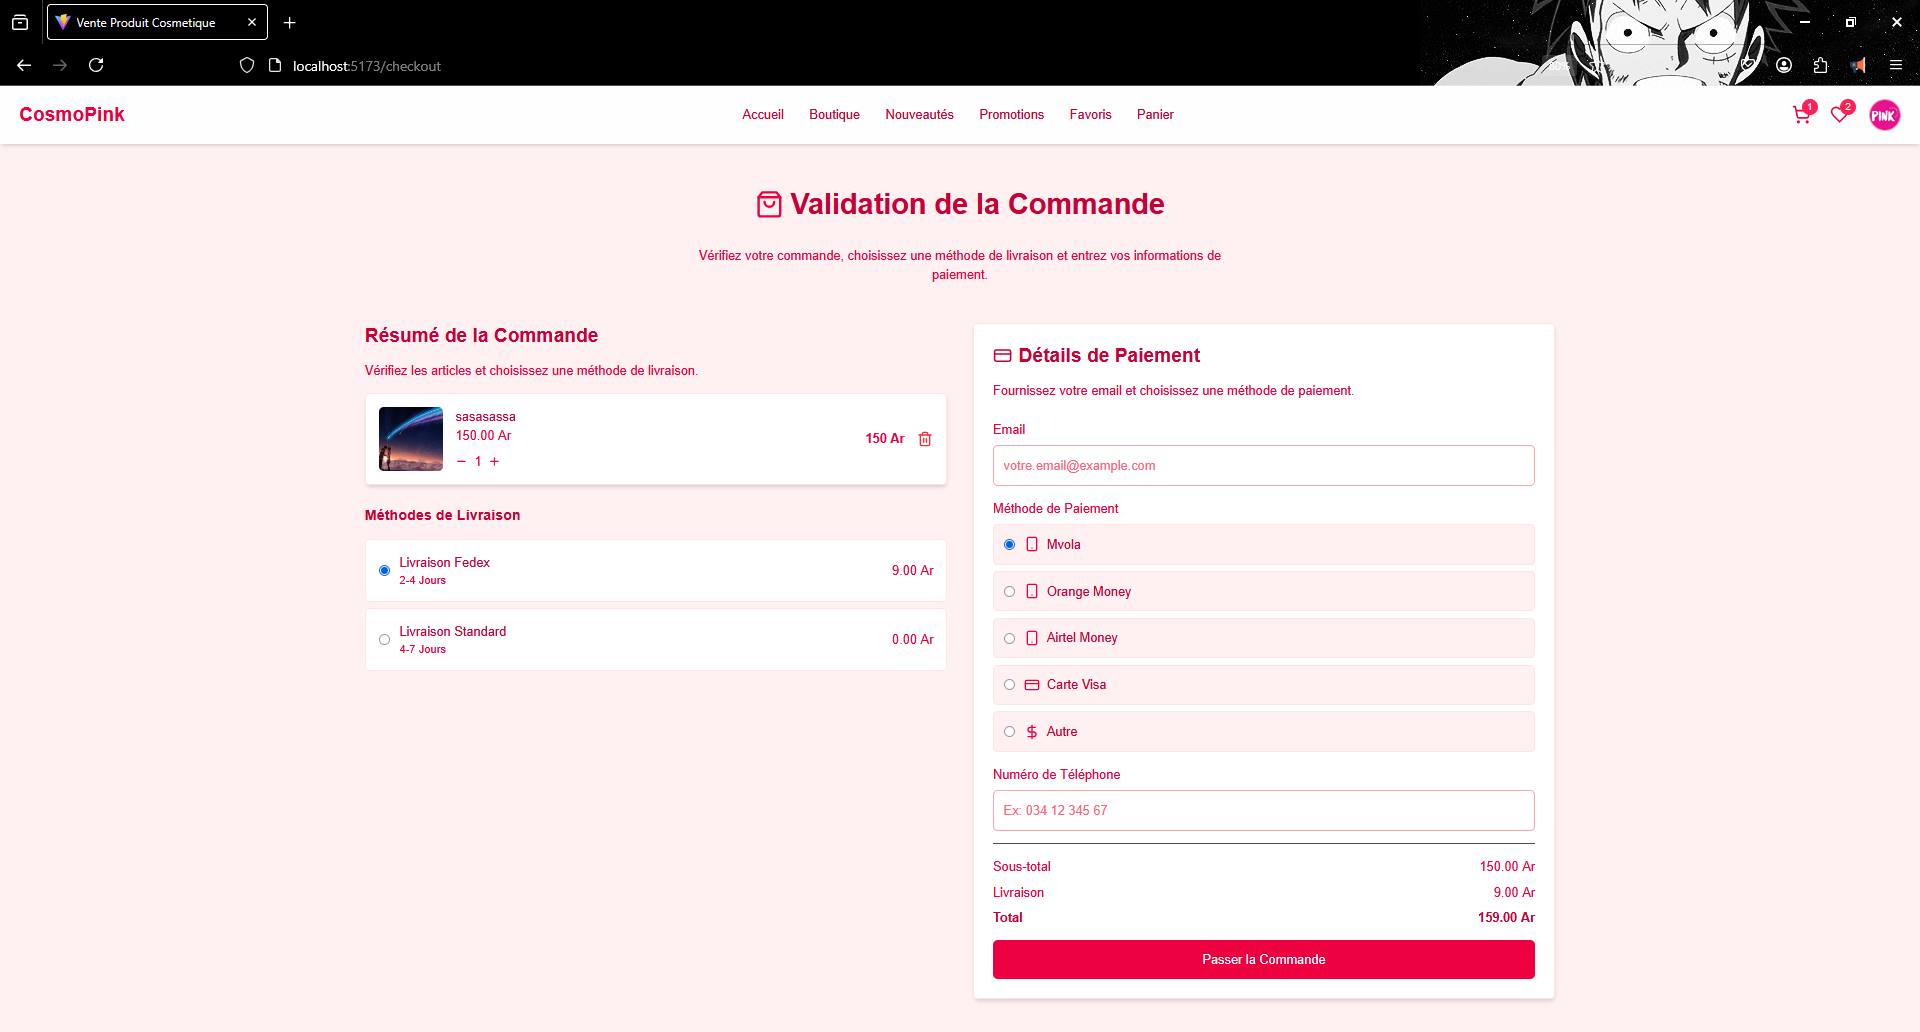 Vente Produit Cosmetique
localhost:5173/checkout
CosmoPink
Accueil
Boutique
Nouveautés
Promotions
Favoris
Panier
1
2
PINK
Validation de la Commande
Vérifiez votre commande, choisissez une méthode de livraison et entrez vos informations de
paiement.
Résumé de la Commande
Vérifiez les articles et choisissez une méthode de livraison.
sasasassa
150.00 Ar
1
150 Ar
Méthodes de Livraison
Livraison Fedex
2-4 Jours
9.00 Ar
Livraison Standard
4-7 Jours
0.00 Ar
Détails de Paiement
Fournissez votre email et choisissez une méthode de paiement.
Email
votre.email@example.com
Méthode de Paiement
Mvola
Orange Money
Airtel Money
Carte Visa
Autre
Numéro de Téléphone
Ex: 034 12 345 67
Sous-total
150.00 Ar
Livraison
9.00 Ar
Total
159.00 Ar
Passer la Commande